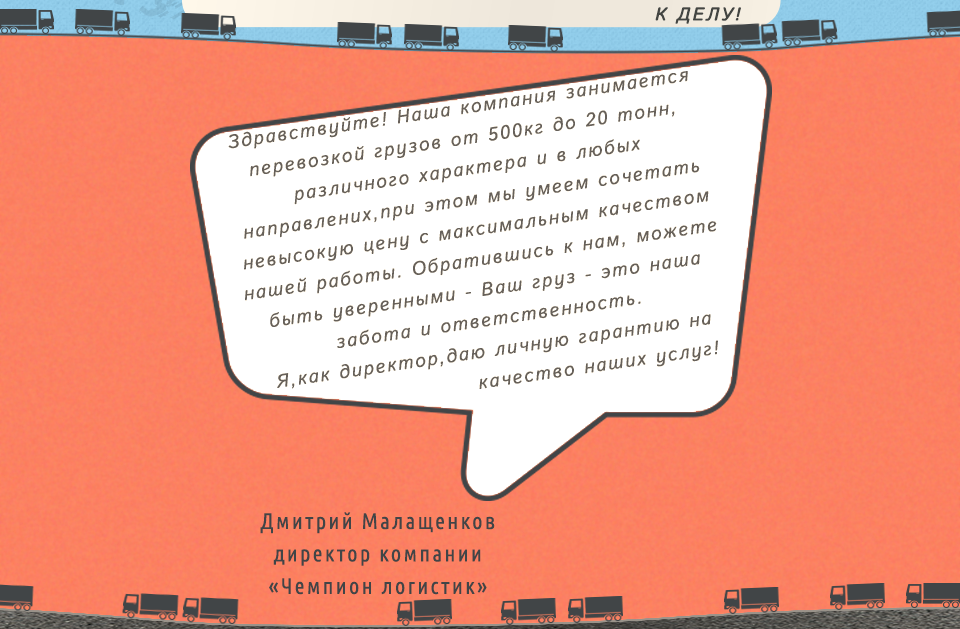 К ДЕЛУ!
Здравствуйте! Наша компания занимается
перевозкой грузов от 500кг до 20 тонн,
различного характера и в любых
направлених,при этом мы умеем сочетать
невысокую цену с максимальным качеством
нашей работы. Обратившись к нам, можете
быть уверенными - Ваш груз - это наша
забота и ответственность.
Я,как директор,даю личную гарантию на
качество наших услуг!
Дмитрий Малащенков
директор компании
«Чемпион логистик»